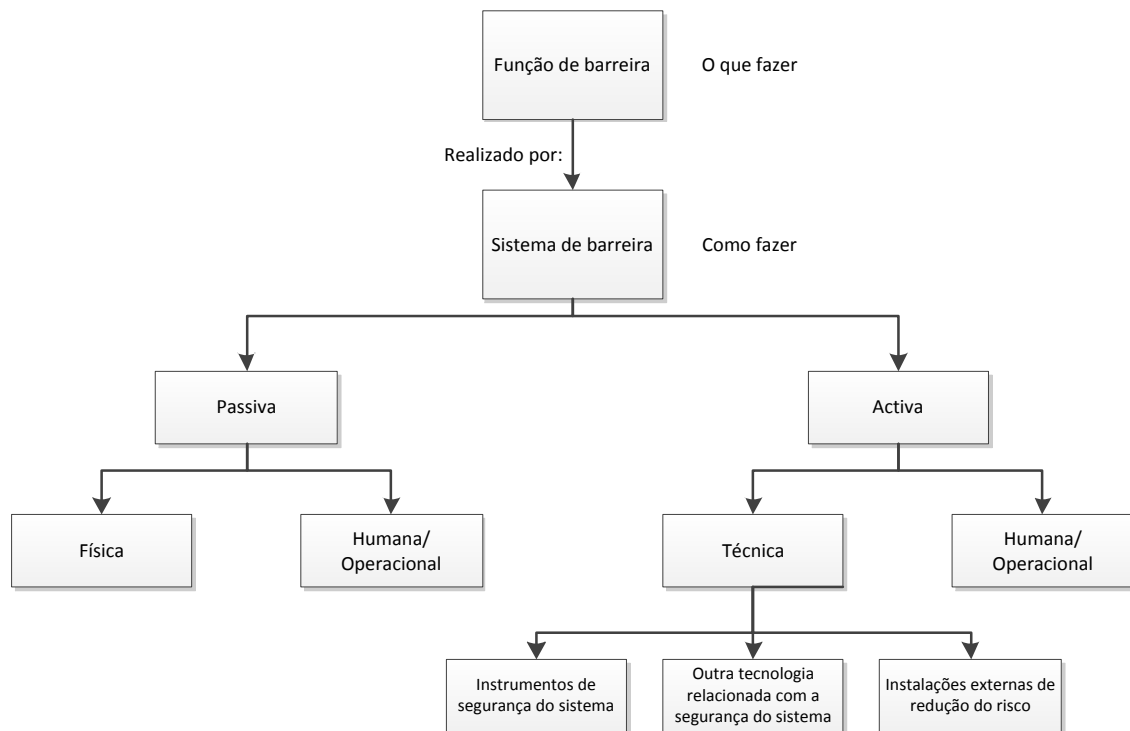 Função de barreira
O que fazer
Realizado por:
Sistema de barreira
Como fazer
Passiva
Activa
Física
Humana/
Operacional
Técnica
Humana/
Operacional
Instrumentos de
segurança do sistema
Outra tecnologia
relacionada com a
segurança do sistema
Instalações externas de
redução do risco